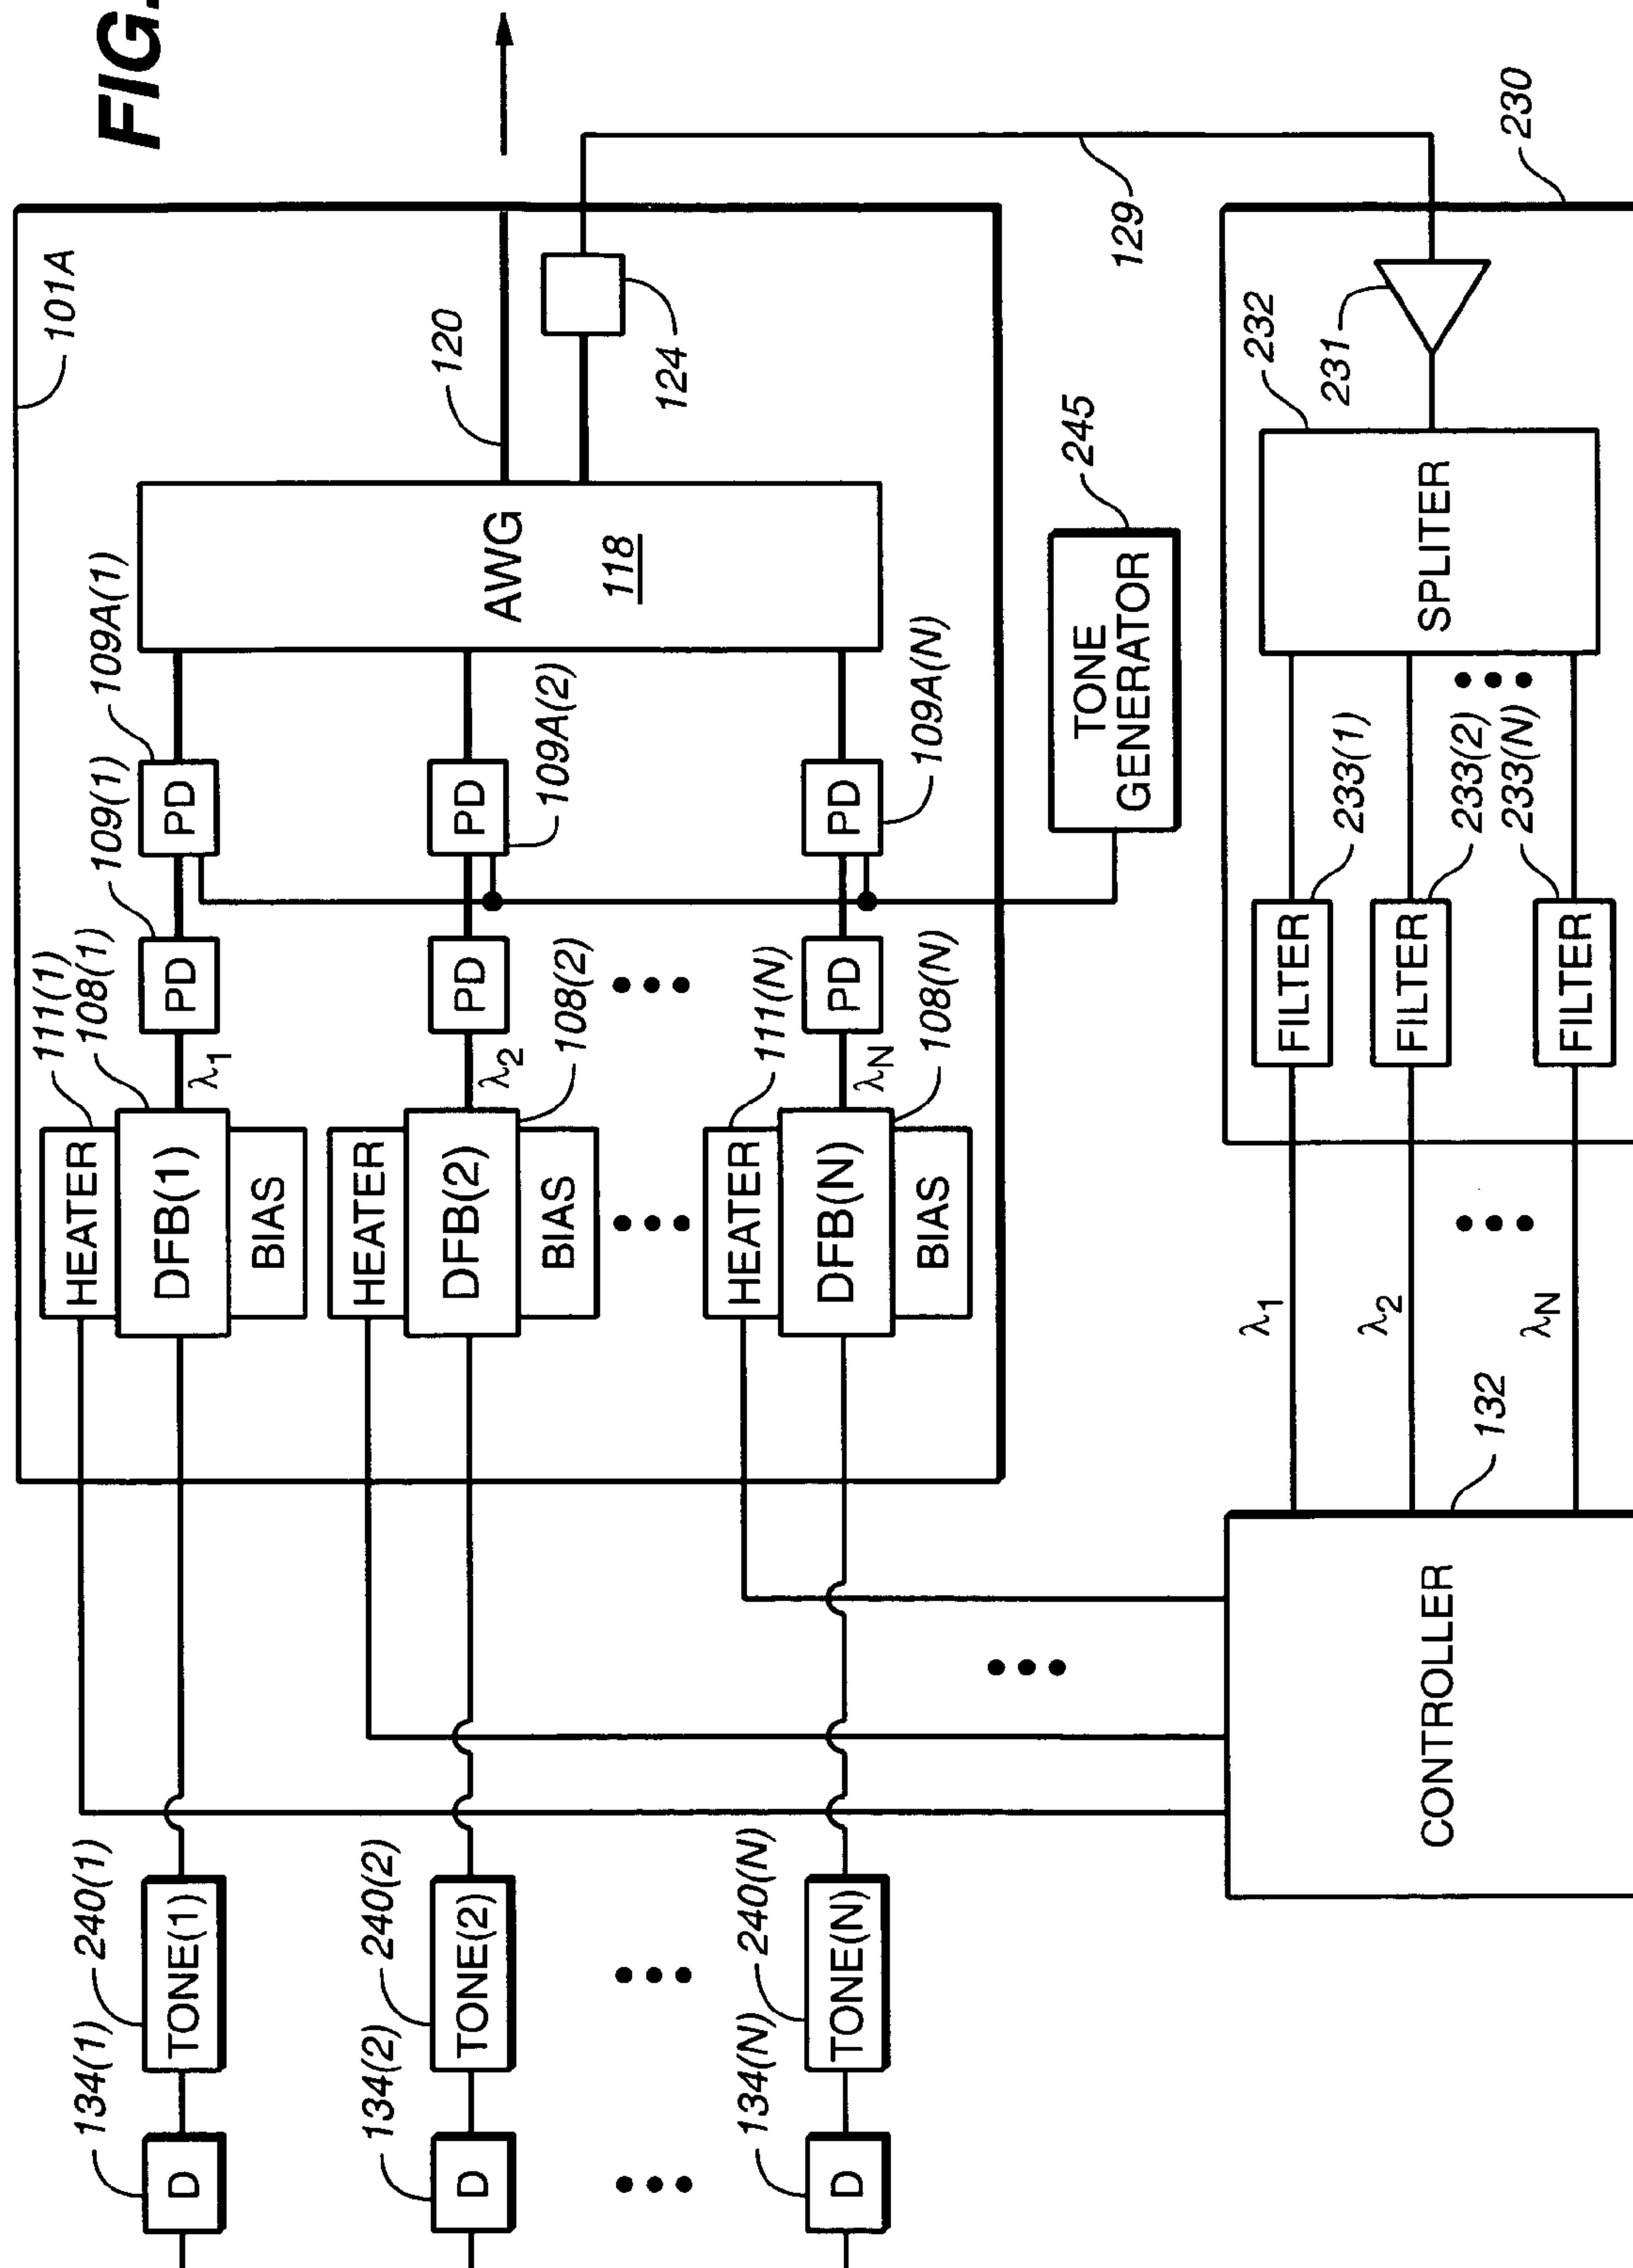 FIG.
101A
120
124
129
230
245
232
231
AWG
118
TONE
GENERATOR
SPLITER
109A(1)
109(1)
111(1)
108(1)
109A(2)
108(2)
109A(N)
111(N)
108(N)
PD
PD
PD
PD
PD
PD
λ1
λ2
λN
HEATER
DFB(1)
BIAS
HEATER
DFB(2)
BIAS
HEATER
DFB(N)
BIAS
233(1)
233(2)
233(N)
FILTER
FILTER
FILTER
λ1
λ2
λN
132
CONTROLLER
134(1)
240(1)
D
TONE(1)
134(2)
240(2)
D
TONE(2)
134(N)
240(N)
D
TONE(N)